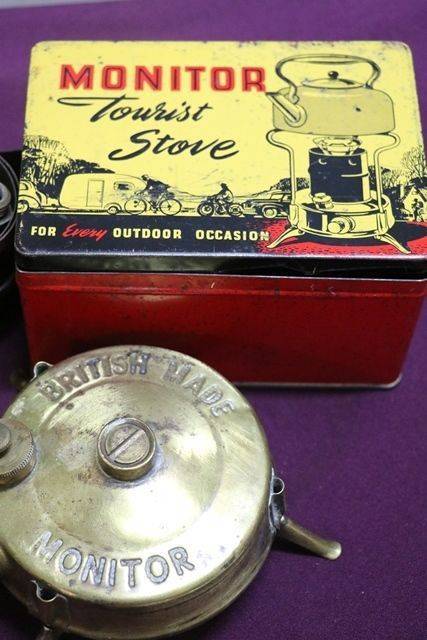 MONITOR
Tourist
Stove
FOR Every OUTDOOR OCCASION
BRITISH MADE
MONITOR